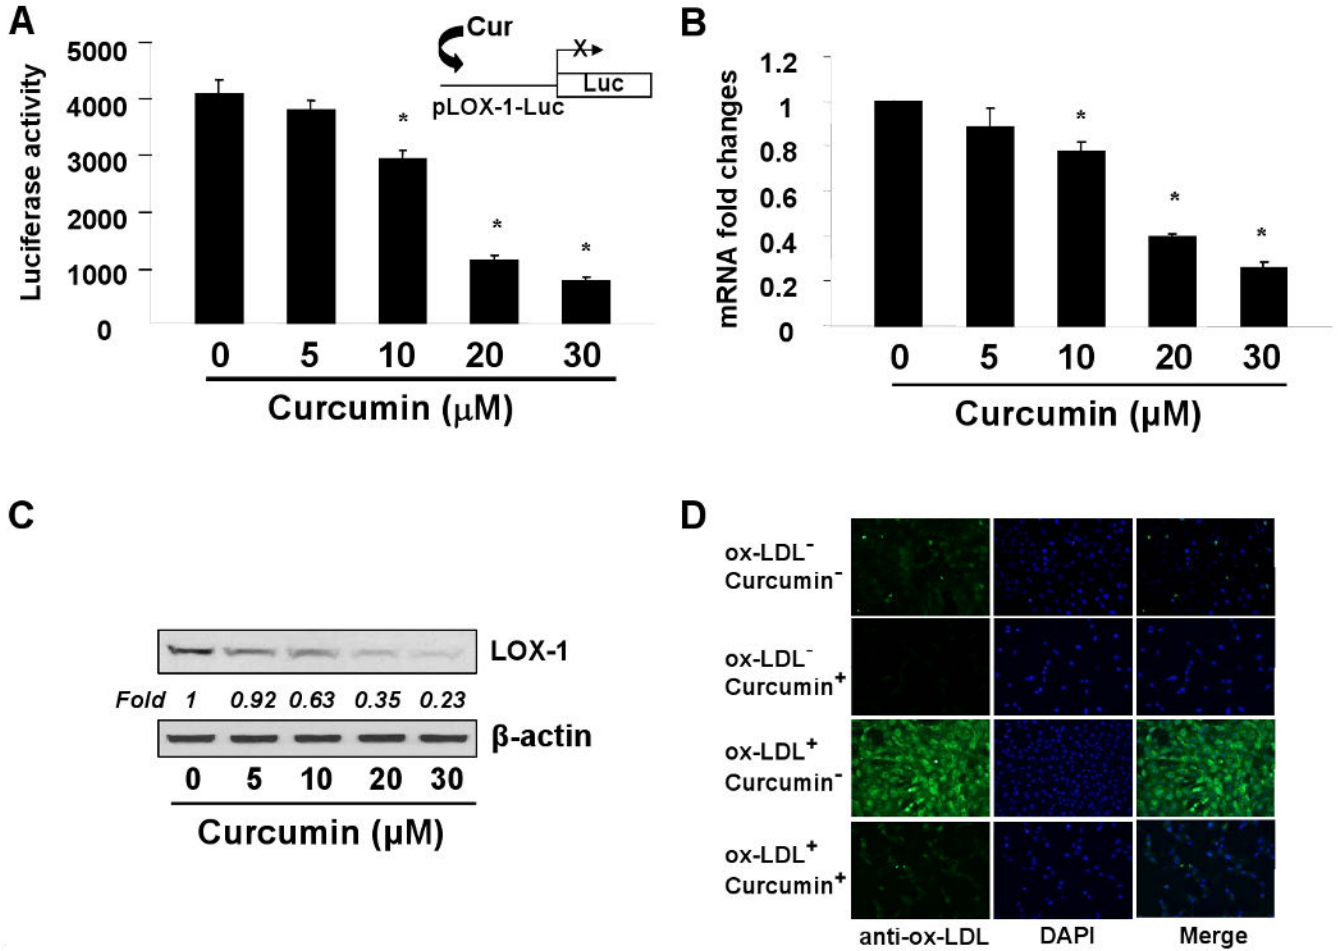 A
Cur
X
Luc
pLOX-1-Luc
Luciferase activity
5000
4000
3000
2000
1000
0
*
*
*
0 5 10 20 30
Curcumin (μM)
B
mRNA fold changes
1.2
1
0.8
0.6
0.4
0.2
0
*
*
*
0 5 10 20 30
Curcumin (μM)
C
LOX-1
Fold 1 0.92 0.63 0.35 0.23
β-actin
0 5 10 20 30
Curcumin (μM)
D
ox-LDL⁻
Curcumin⁻
ox-LDL⁻
Curcumin⁺
ox-LDL⁺
Curcumin⁻
ox-LDL⁺
Curcumin⁺
anti-ox-LDL DAPI Merge